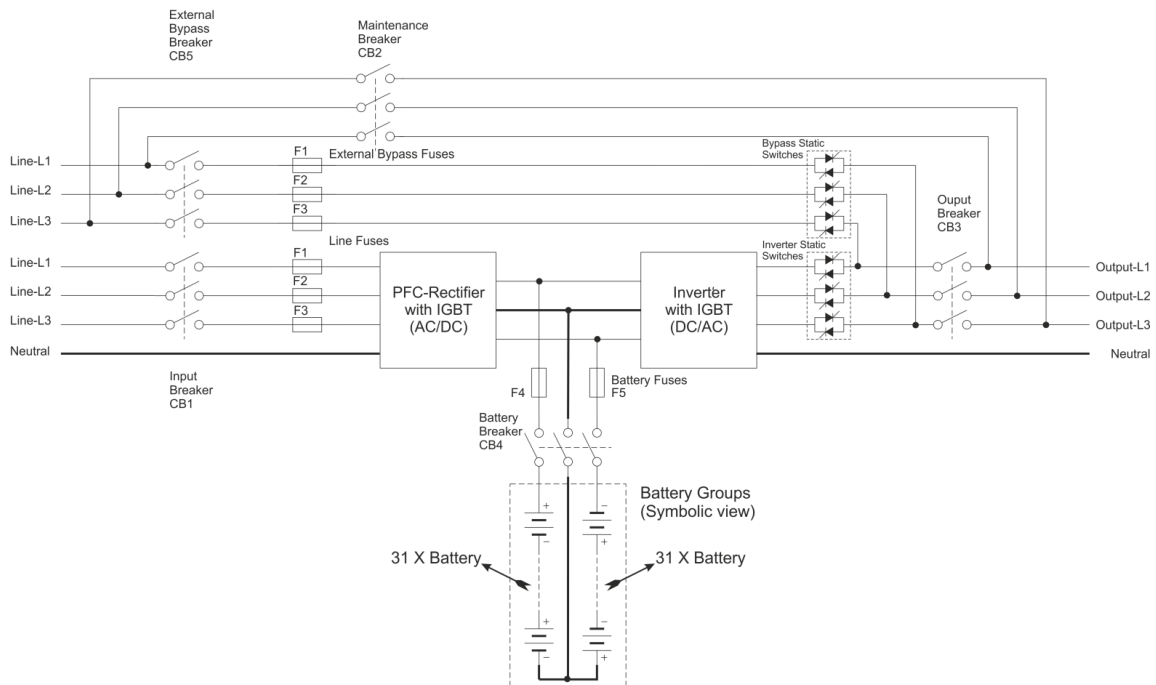 External
Bypass
Breaker
CB5
Maintenance
Breaker
CB2
Line-L1
F1
External Bypass Fuses
Bypass Static
Switches
Line-L2
F2
Line-L3
F3
Ouput
Breaker
CB3
Line Fuses
Inverter Static
Switches
Line-L1
F1
Output-L1
Line-L2
F2
PFC-Rectifier
with IGBT
(AC/DC)
Inverter
with IGBT
(DC/AC)
Output-L2
Line-L3
F3
Output-L3
Neutral
Neutral
Input
Breaker
CB1
F4
Battery Fuses
F5
Battery
Breaker
CB4
Battery Groups
(Symbolic view)
+
-
-
+
31 X Battery
31 X Battery
+
-
-
+